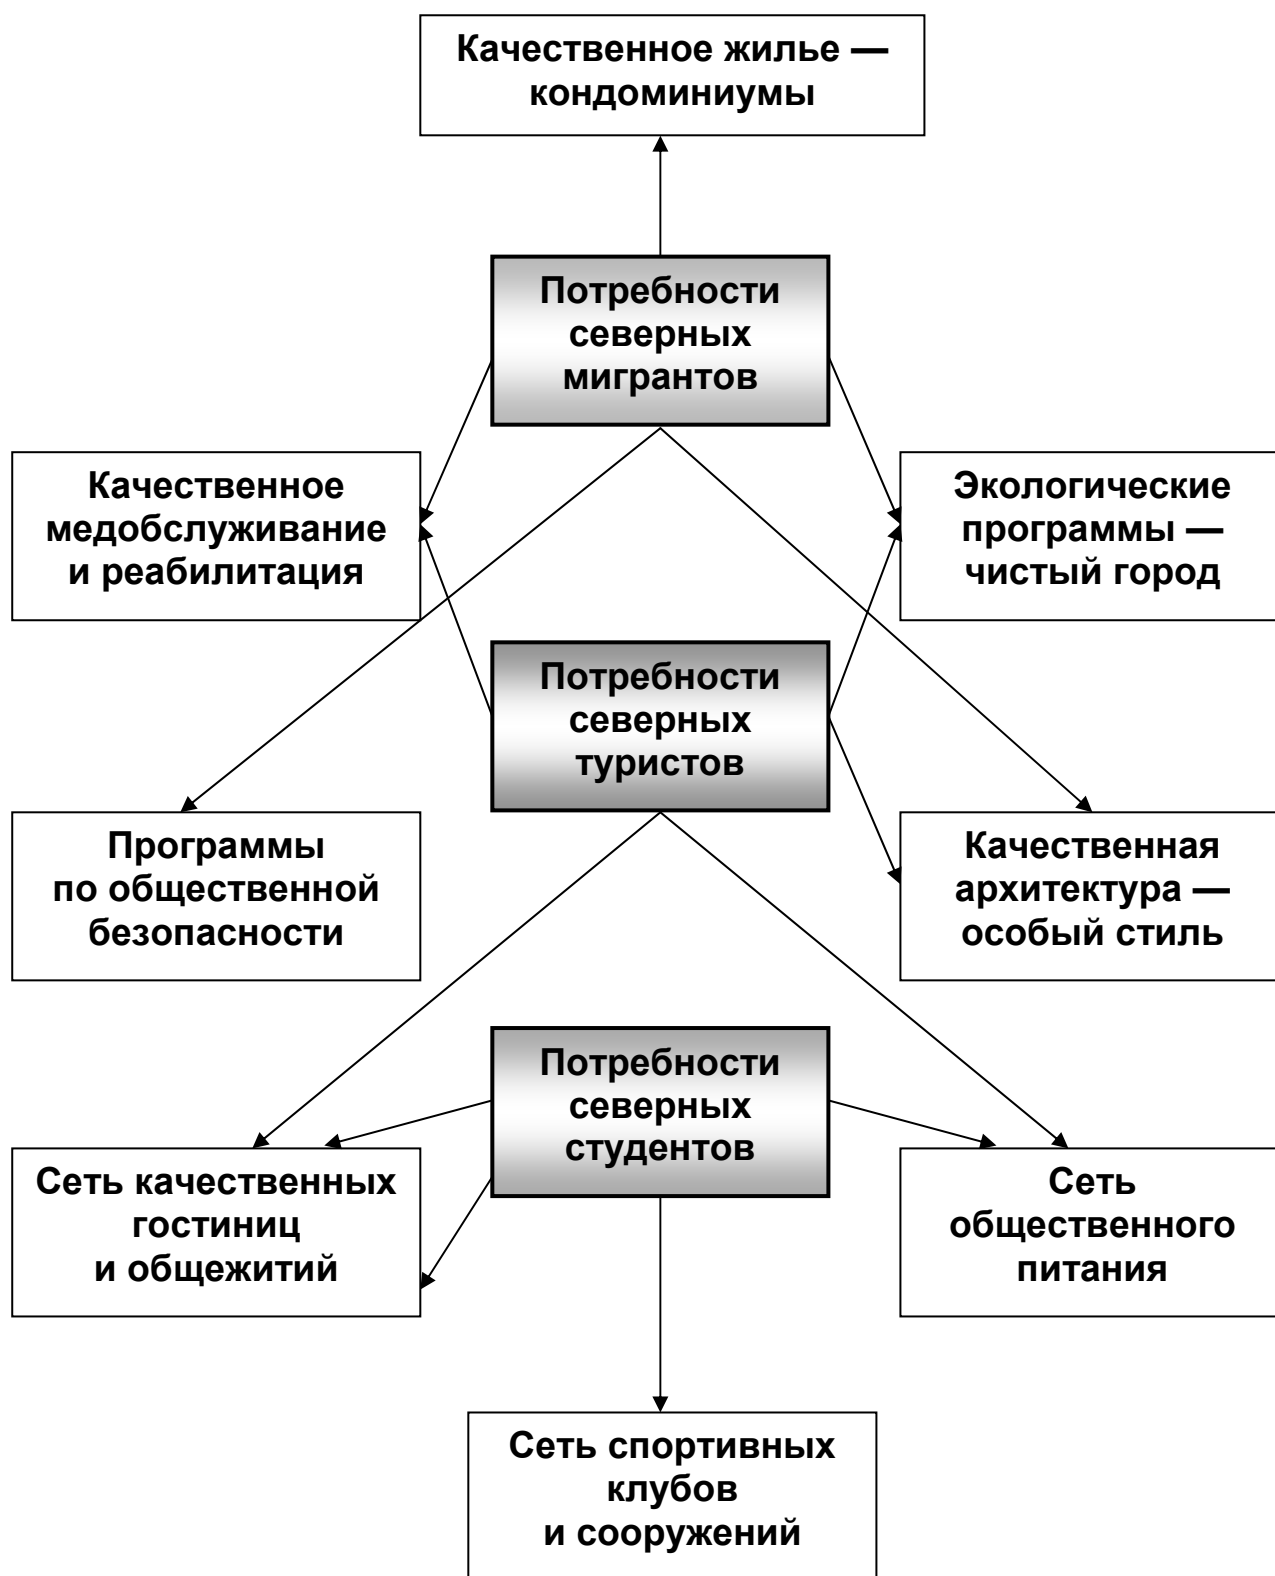 Качественное жилье —
кондоминиумы
Потребности
северных
мигрантов
Качественное
медобслуживание
и реабилитация
Экологические
программы —
чистый город
Потребности
северных
туристов
Программы
по общественной
безопасности
Качественная
архитектура —
особый стиль
Потребности
северных
студентов
Сеть качественных
гостиниц
и общежитий
Сеть
общественного
питания
Сеть спортивных
клубов
и сооружений